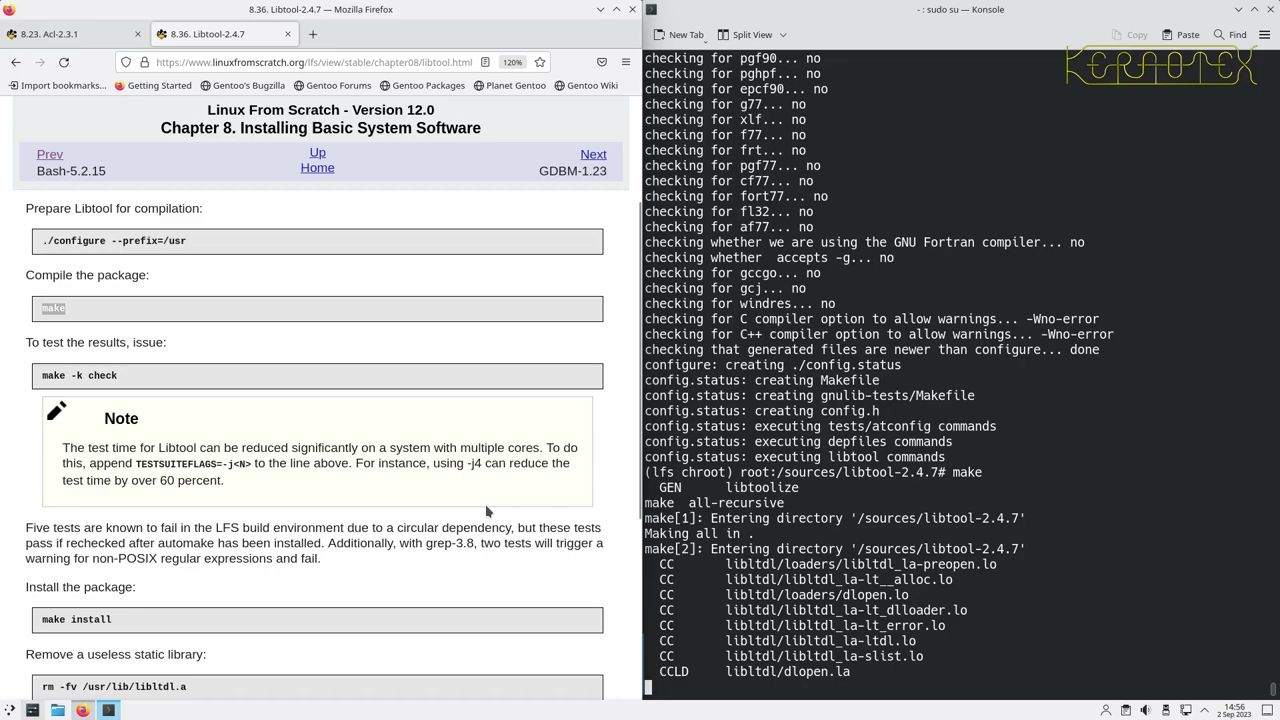 8.36. Libtool-2.4.7 — Mozilla Firefox
8.23. Acl-2.3.1
8.36. Libtool-2.4.7
https://www.linuxfromscratch.org/lfs/view/stable/chapter08/libtool.html
120%
Import bookmarks...
Getting Started
Gentoo's Bugzilla
Gentoo Forums
Gentoo Packages
Planet Gentoo
Gentoo Wiki
Linux From Scratch - Version 12.0
Chapter 8. Installing Basic System Software
Prev
Up
Next
Bash-5.2.15
Home
GDBM-1.23
Prepare Libtool for compilation:
./configure --prefix=/usr
Compile the package:
make
To test the results, issue:
make -k check
Note
The test time for Libtool can be reduced significantly on a system with multiple cores. To do
this, append TESTSUITEFLAGS=-j<N> to the line above. For instance, using -j4 can reduce the
test time by over 60 percent.
Five tests are known to fail in the LFS build environment due to a circular dependency, but these tests
pass if rechecked after automake has been installed. Additionally, with grep-3.8, two tests will trigger a
warning for non-POSIX regular expressions and fail.
Install the package:
make install
Remove a useless static library:
rm -fv /usr/lib/libltdl.a
- : sudo su — Konsole
New Tab
Split View
Copy
Paste
Find
KERNOTEX
checking for pgf90... no
checking for pghpf... no
checking for epcf90... no
checking for g77... no
checking for xlf... no
checking for f77... no
checking for frt... no
checking for pgf77... no
checking for cf77... no
checking for fort77... no
checking for fl32... no
checking for af77... no
checking whether we are using the GNU Fortran compiler... no
checking whether  accepts -g... no
checking for gccgo... no
checking for gcj... no
checking for windres... no
checking for C compiler option to allow warnings... -Wno-error
checking for C++ compiler option to allow warnings... -Wno-error
checking that generated files are newer than configure... done
configure: creating ./config.status
config.status: creating Makefile
config.status: creating gnulib-tests/Makefile
config.status: creating config.h
config.status: executing tests/atconfig commands
config.status: executing depfiles commands
config.status: executing libtool commands
(lfs chroot) root:/sources/libtool-2.4.7# make
GEN      libtoolize
make  all-recursive
make[1]: Entering directory '/sources/libtool-2.4.7'
Making all in .
make[2]: Entering directory '/sources/libtool-2.4.7'
CC       libltdl/loaders/libltdl_la-preopen.lo
CC       libltdl/libltdl_la-lt__alloc.lo
CC       libltdl/loaders/dlopen.lo
CC       libltdl/libltdl_la-lt_dlloader.lo
CC       libltdl/libltdl_la-lt_error.lo
CC       libltdl/libltdl_la-ltdl.lo
CC       libltdl/libltdl_la-slist.lo
CCLD     libltdl/dlopen.la
14:56
2 Sep 2023